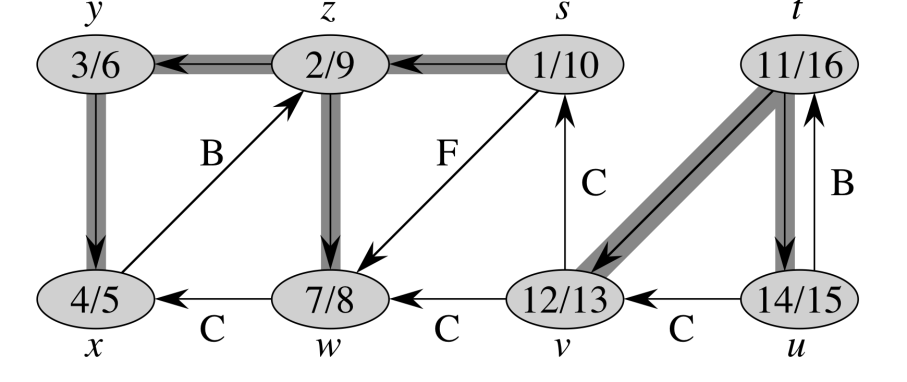 y z s t
3/6 2/9 1/10 11/16
B F C B
4/5 7/8 12/13 14/15
C C C
x w v u